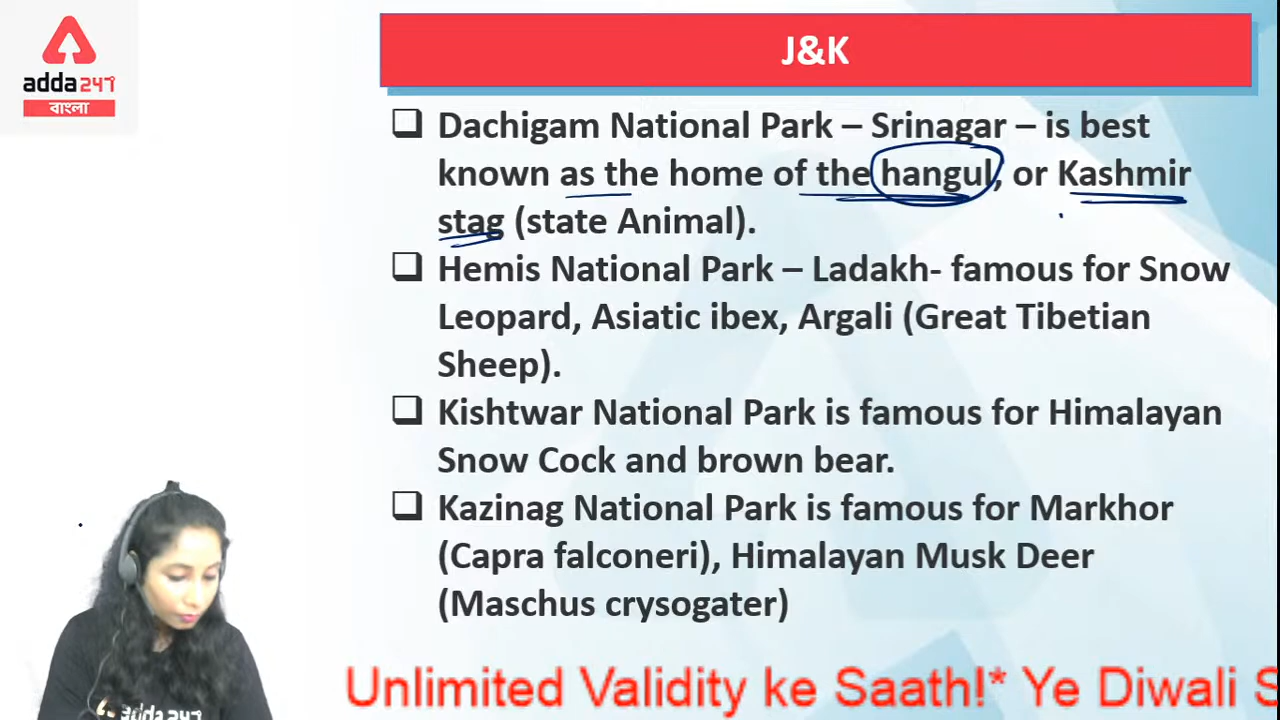 adda247
বাংলা
J&K
Dachigam National Park – Srinagar – is best
known as the home of the hangul, or Kashmir
stag (state Animal).
Hemis National Park – Ladakh- famous for Snow
Leopard, Asiatic ibex, Argali (Great Tibetian
Sheep).
Kishtwar National Park is famous for Himalayan
Snow Cock and brown bear.
Kazinag National Park is famous for Markhor
(Capra falconeri), Himalayan Musk Deer
(Maschus crysogater)
Unlimited Validity ke Saath!* Ye Diwali S
adda247